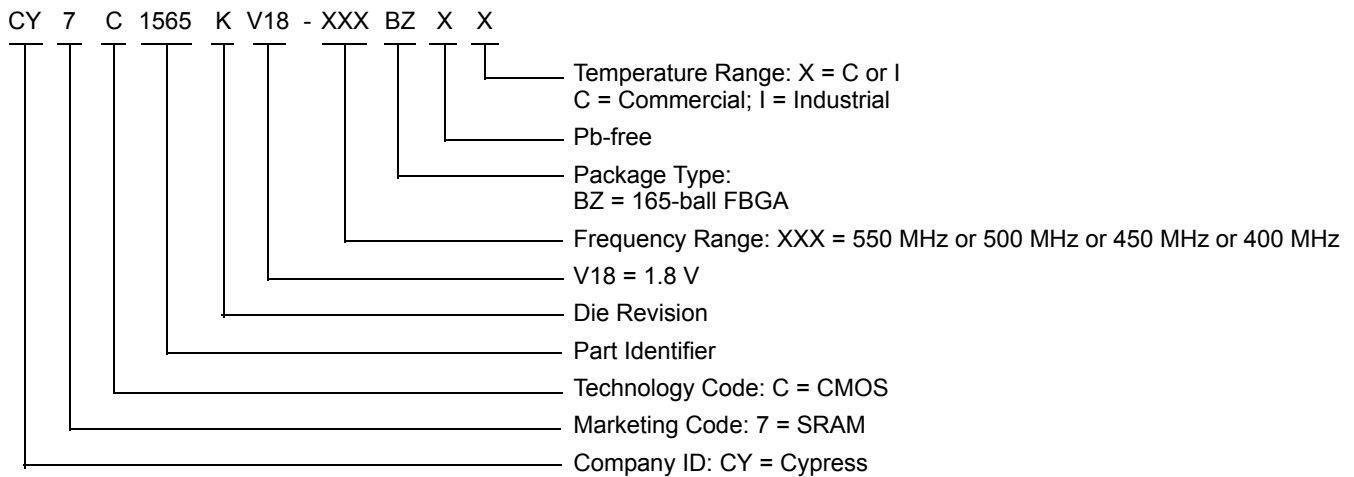 CY 7 C 1565 K V18 - XXX BZ X X
Temperature Range: X = C or I
C = Commercial; I = Industrial
Pb-free
Package Type:
BZ = 165-ball FBGA
Frequency Range: XXX = 550 MHz or 500 MHz or 450 MHz or 400 MHz
V18 = 1.8 V
Die Revision
Part Identifier
Technology Code: C = CMOS
Marketing Code: 7 = SRAM
Company ID: CY = Cypress